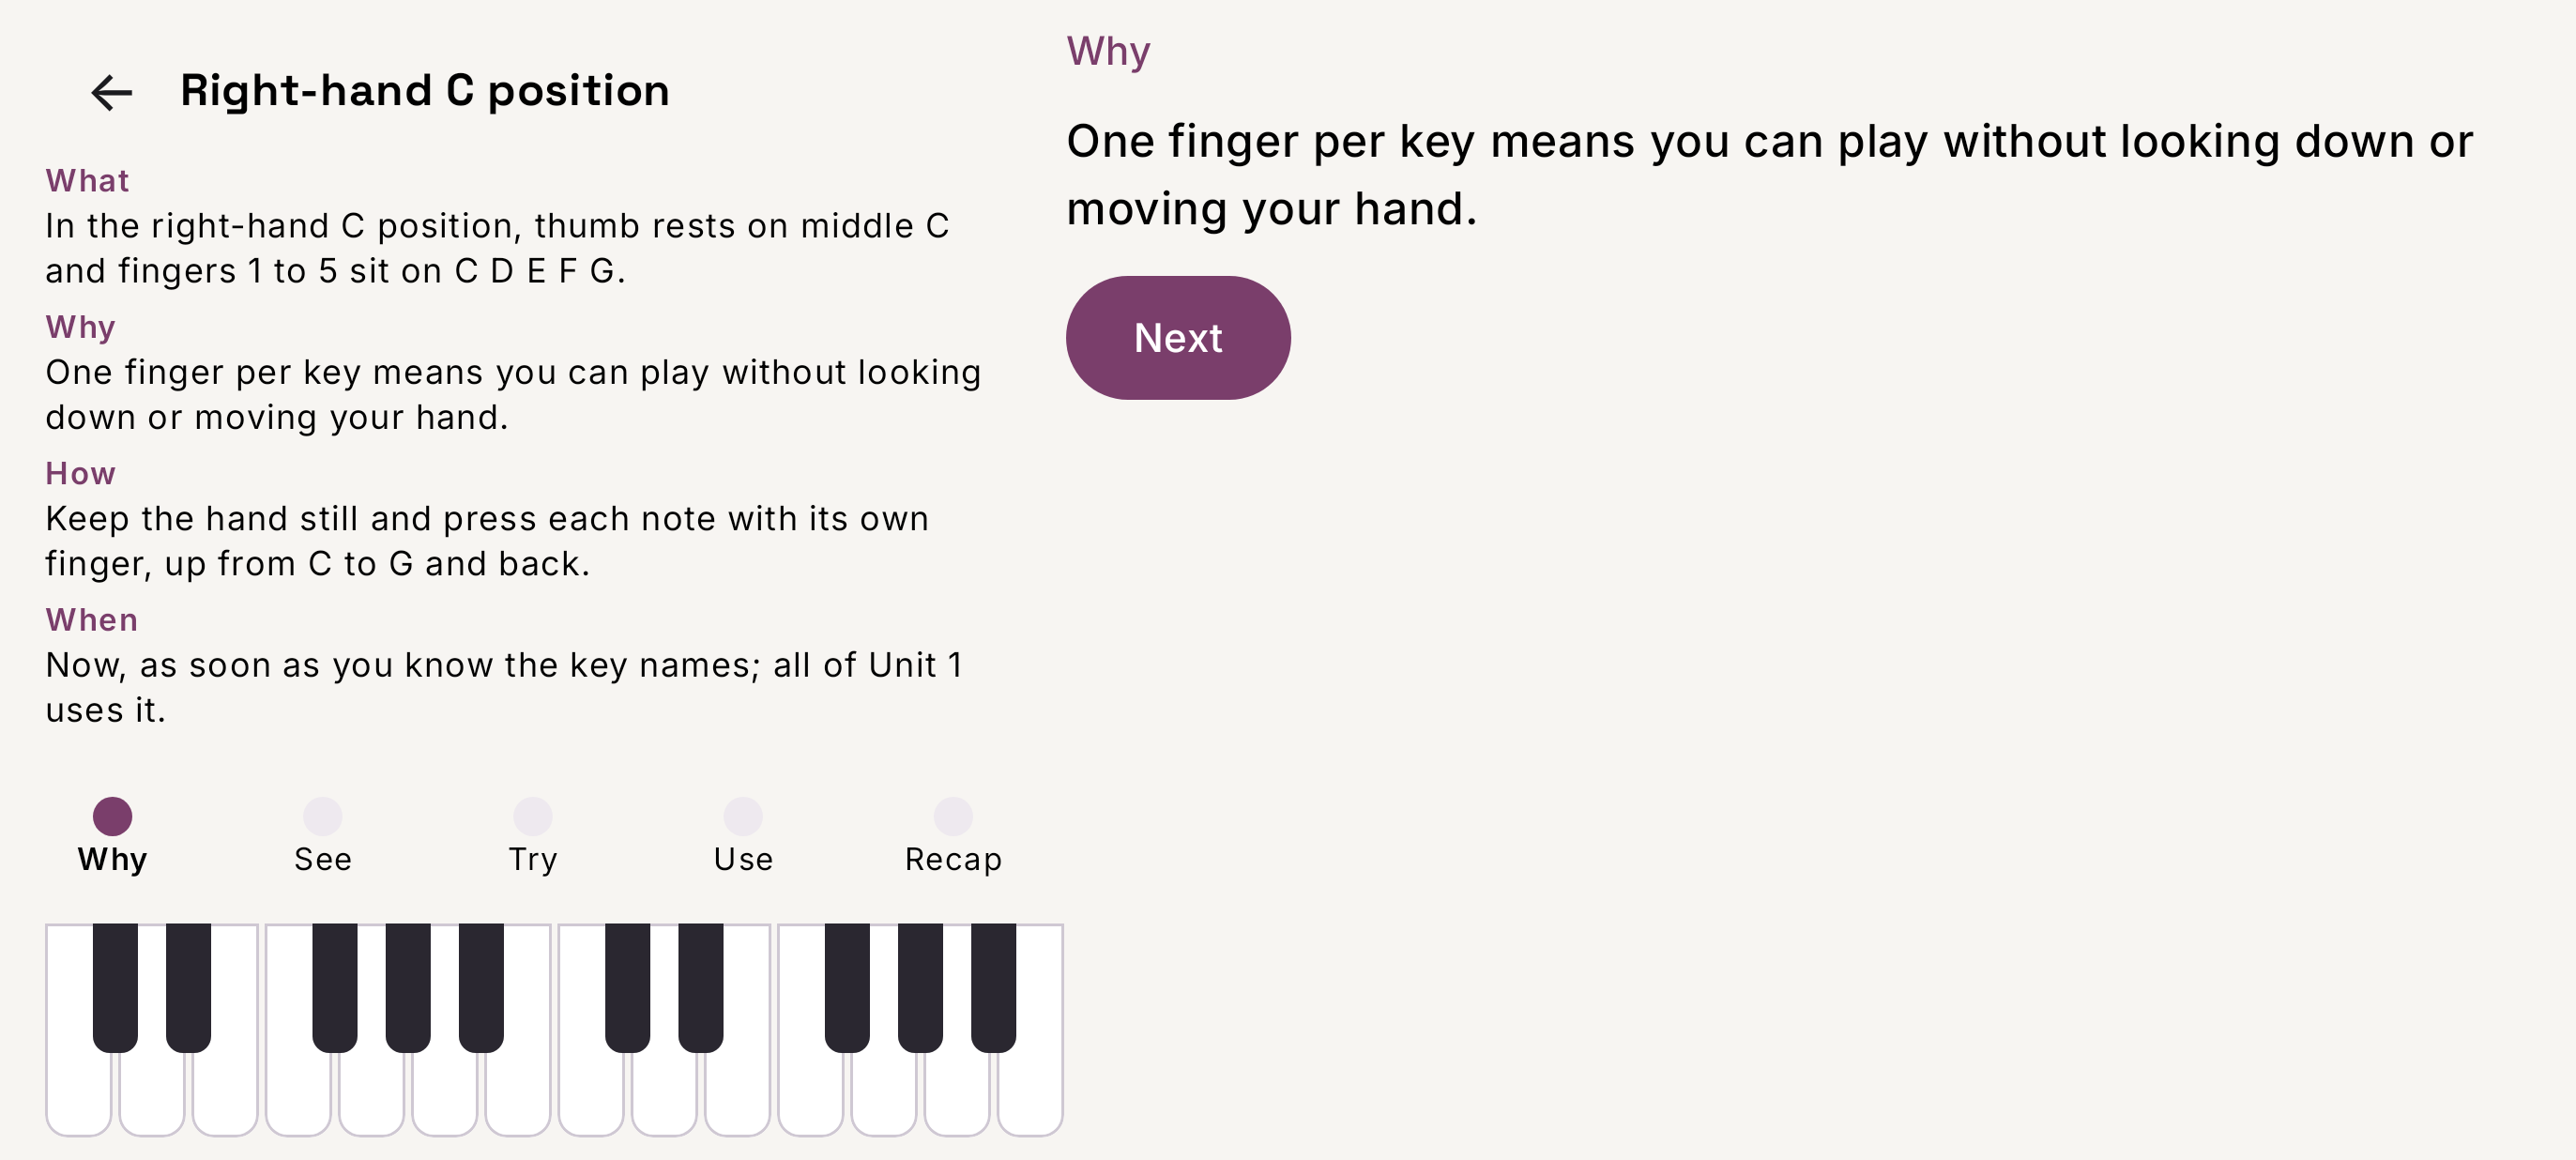 Right-hand C position
What
In the right-hand C position, thumb rests on middle C
and fingers 1 to 5 sit on C D E F G.
Why
One finger per key means you can play without looking
down or moving your hand.
How
Keep the hand still and press each note with its own
finger, up from C to G and back.
When
Now, as soon as you know the key names; all of Unit 1
uses it.
Why See Try Use Recap
Why
One finger per key means you can play without looking down or
moving your hand.
Next